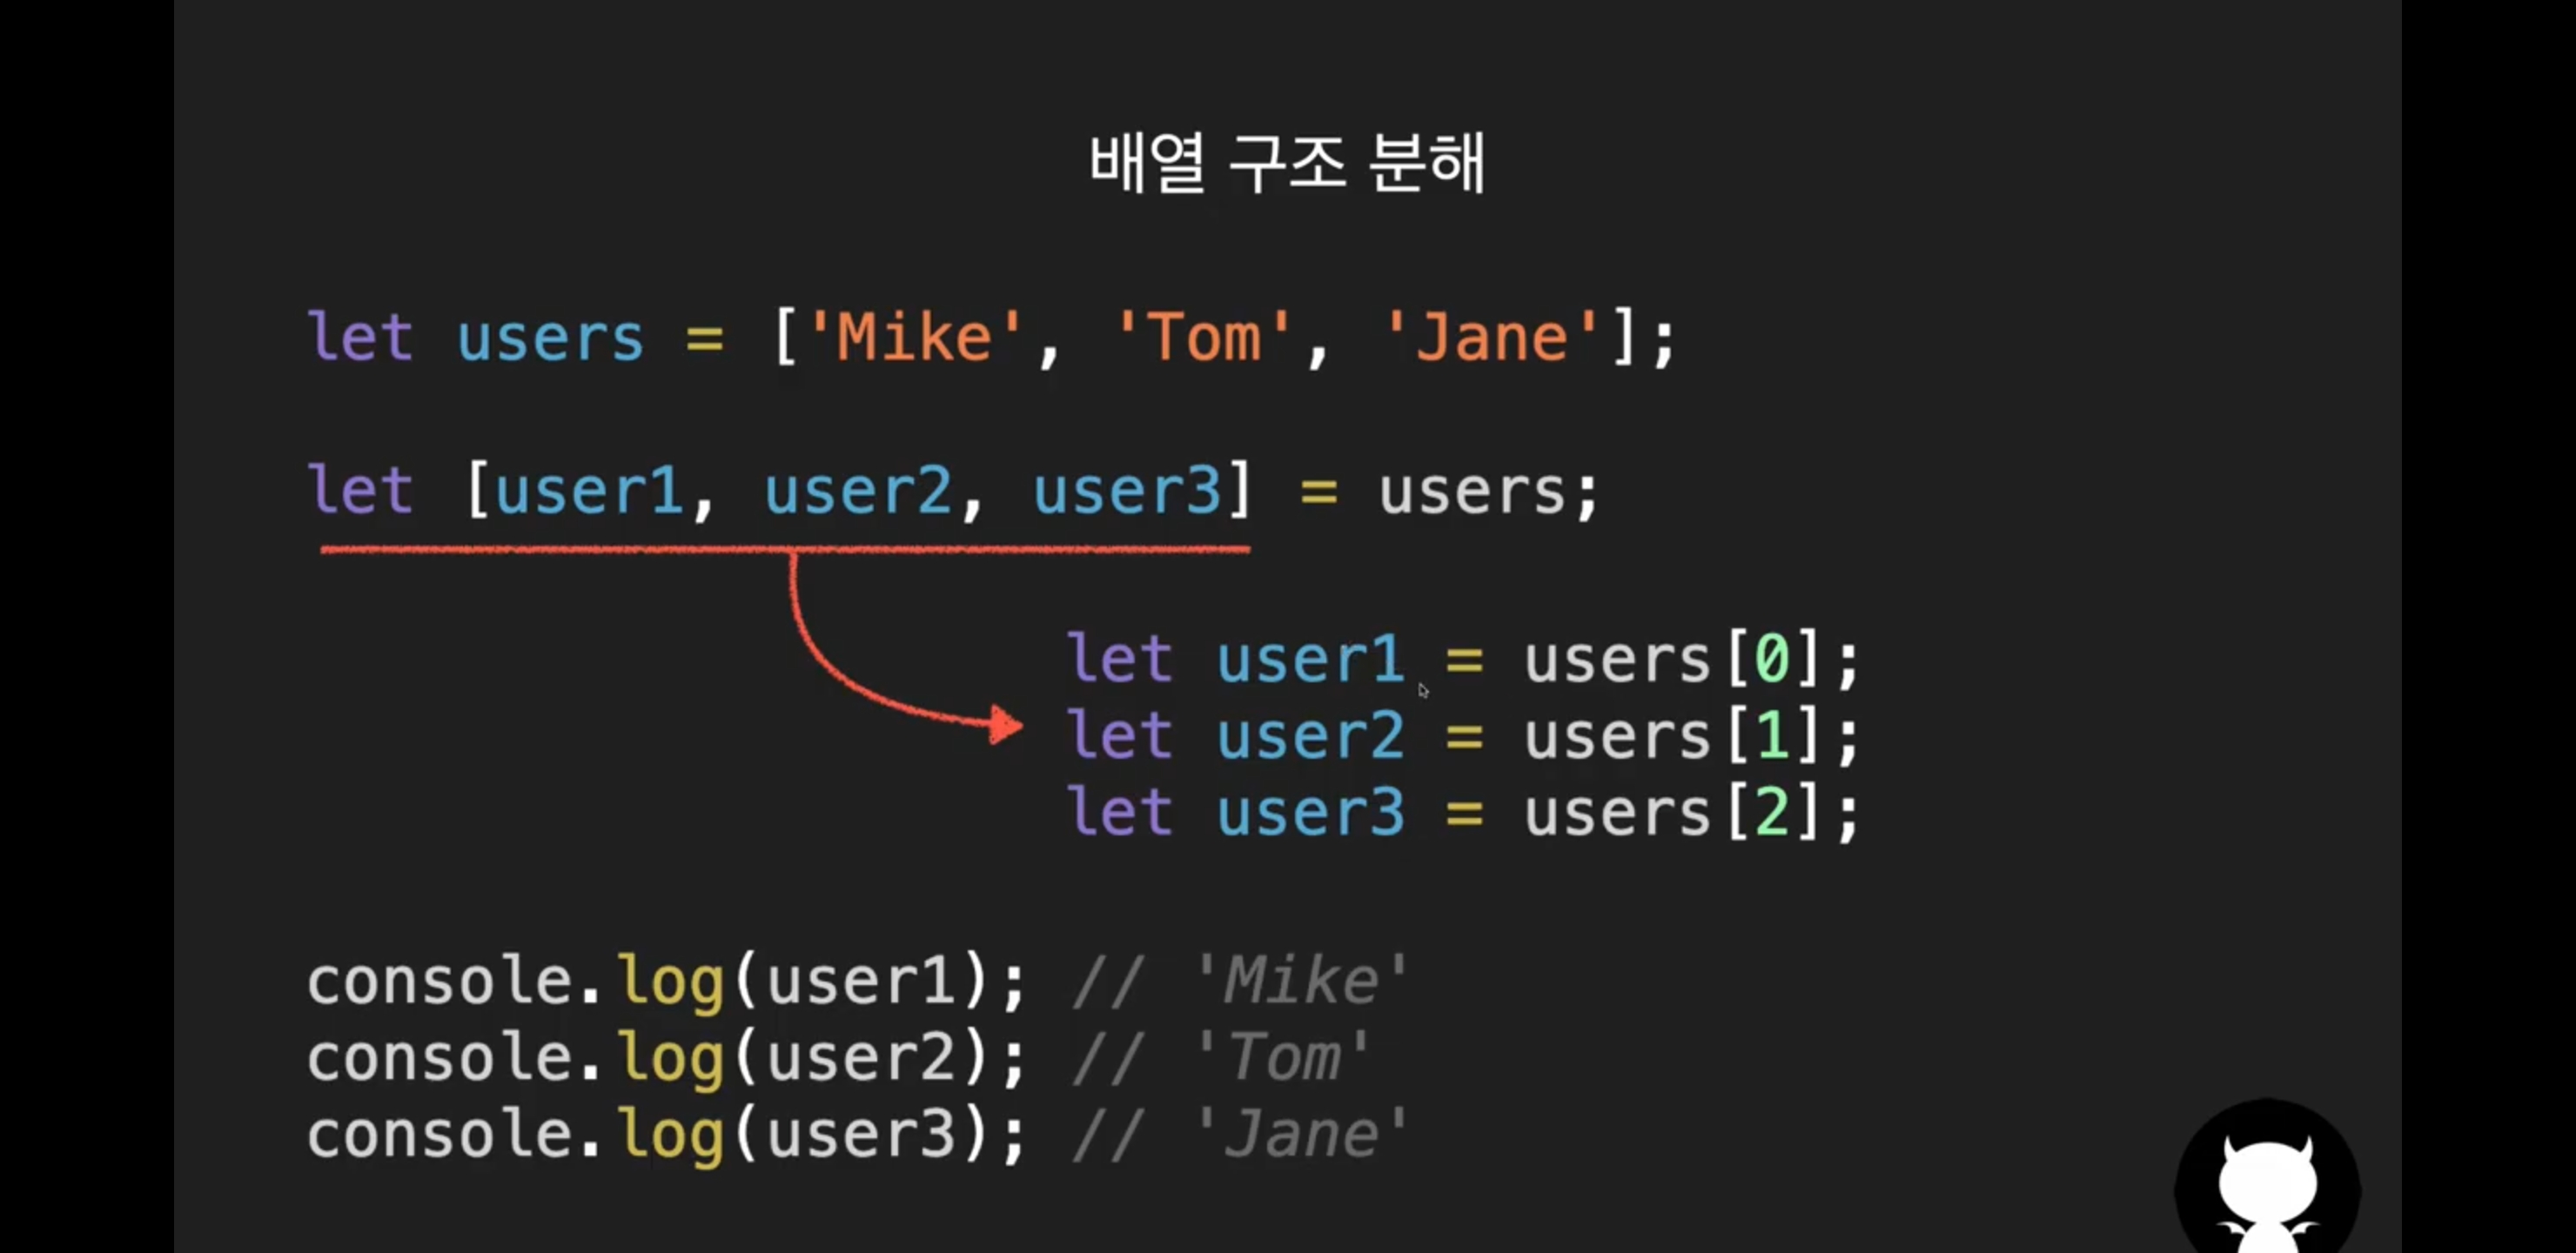 배열 구조 분해
let users = ['Mike', 'Tom', 'Jane'];
let [user1, user2, user3] = users;
let user1 = users[0];
let user2 = users[1];
let user3 = users[2];
console.log(user1); // 'Mike'
console.log(user2); // 'Tom'
console.log(user3); // 'Jane'